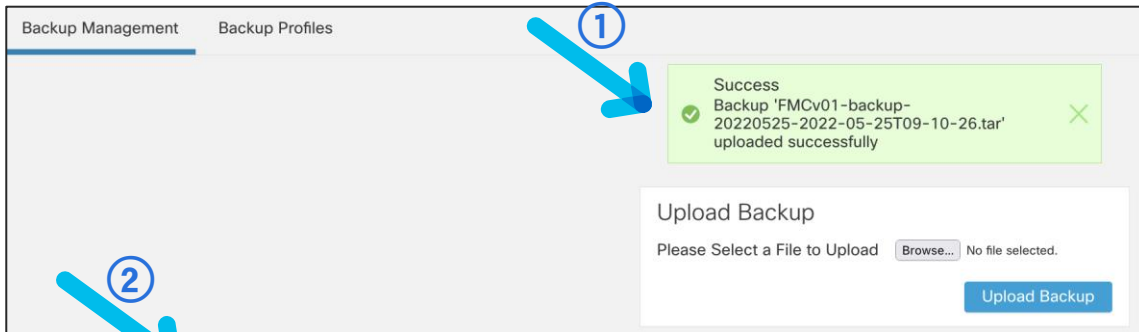 Backup Management Backup Profiles
①
Success
Backup 'FMCv01-backup-
20220525-2022-05-25T09-10-26.tar'
uploaded successfully
Upload Backup
Please Select a File to Upload Browse... No file selected.
②
Upload Backup